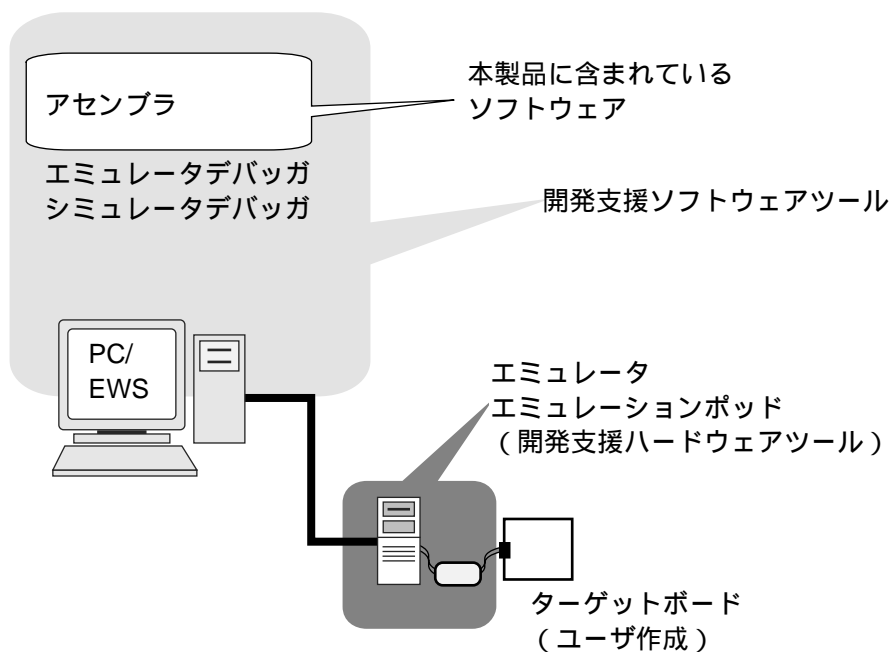 アセンブラ
本製品に含まれている
ソフトウェア
エミュレータデバッガ
シミュレータデバッガ
開発支援ソフトウェアツール
PC/
EWS
エミュレータ
エミュレーションポッド
（開発支援ハードウェアツール）
ターゲットボード
（ユーザ作成）